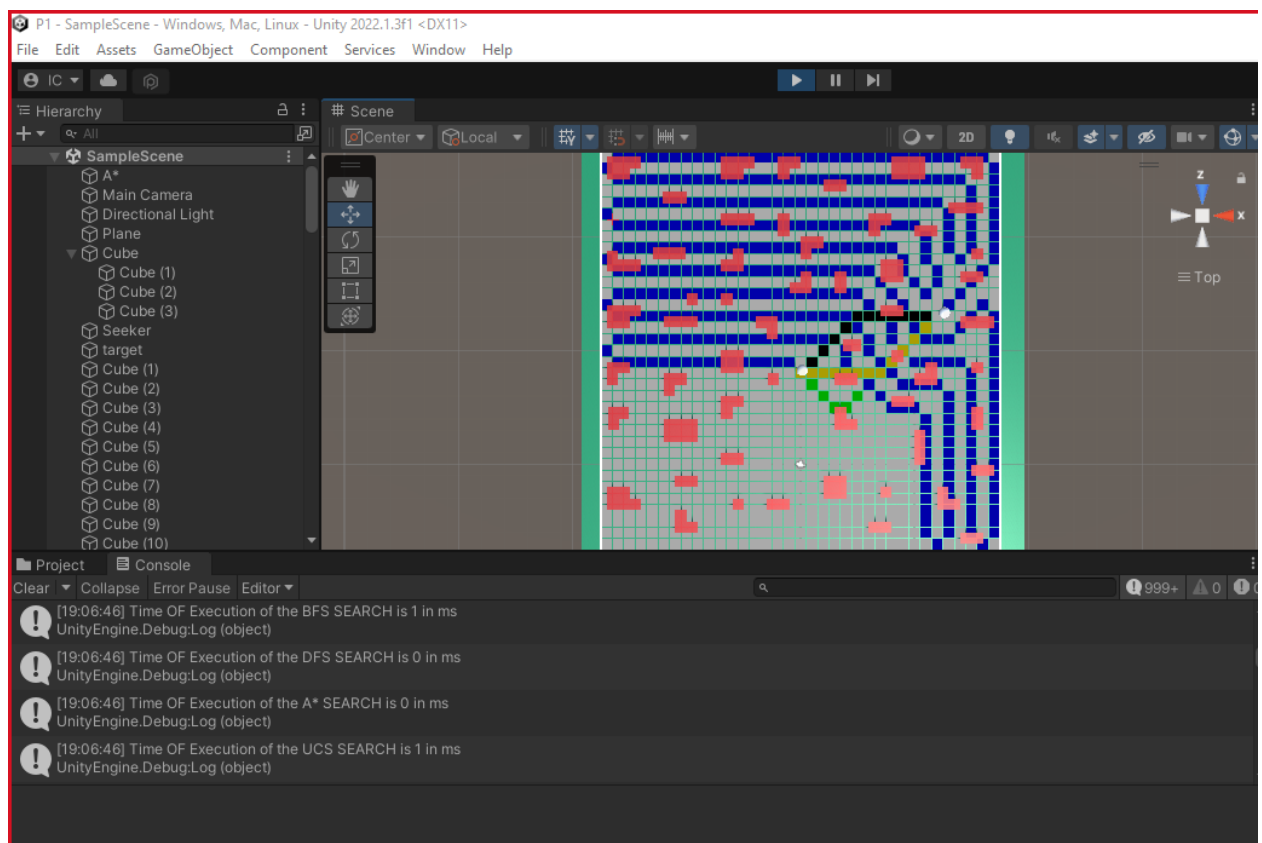 P1 - SampleScene - Windows, Mac, Linux - Unity 2022.1.3f1 <DX11>
File Edit Assets GameObject Component Services Window Help
IC
Hierarchy
# Scene
All
Center Local 2D
SampleScene
A*
Main Camera
Directional Light
Plane
Cube
Cube (1)
Cube (2)
Cube (3)
Seeker
target
Cube (1)
Cube (2)
Cube (3)
Cube (4)
Cube (5)
Cube (6)
Cube (7)
Cube (8)
Cube (9)
Cube (10)
z
x
Top
Project Console
Clear Collapse Error Pause Editor 999+ 0 0
[19:06:46] Time OF Execution of the BFS SEARCH is 1 in ms
UnityEngine.Debug:Log (object)
[19:06:46] Time OF Execution of the DFS SEARCH is 0 in ms
UnityEngine.Debug:Log (object)
[19:06:46] Time OF Execution of the A* SEARCH is 0 in ms
UnityEngine.Debug:Log (object)
[19:06:46] Time OF Execution of the UCS SEARCH is 1 in ms
UnityEngine.Debug:Log (object)